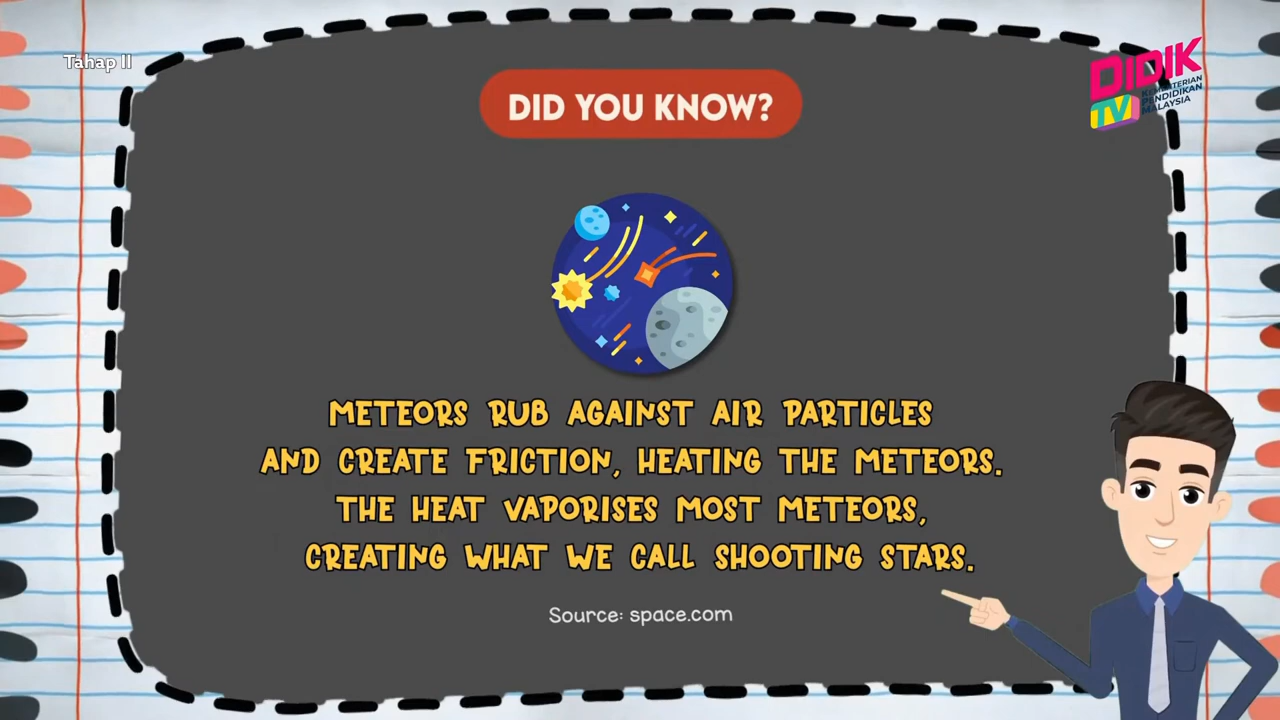 Tahap II
DIDIK
TV
KEMENTERIAN
PENDIDIKAN
MALAYSIA
DID YOU KNOW?
METEORS RUB AGAINST AIR PARTICLES
AND CREATE FRICTION, HEATING THE METEORS.
THE HEAT VAPORISES MOST METEORS,
CREATING WHAT WE CALL SHOOTING STARS.
Source: space.com